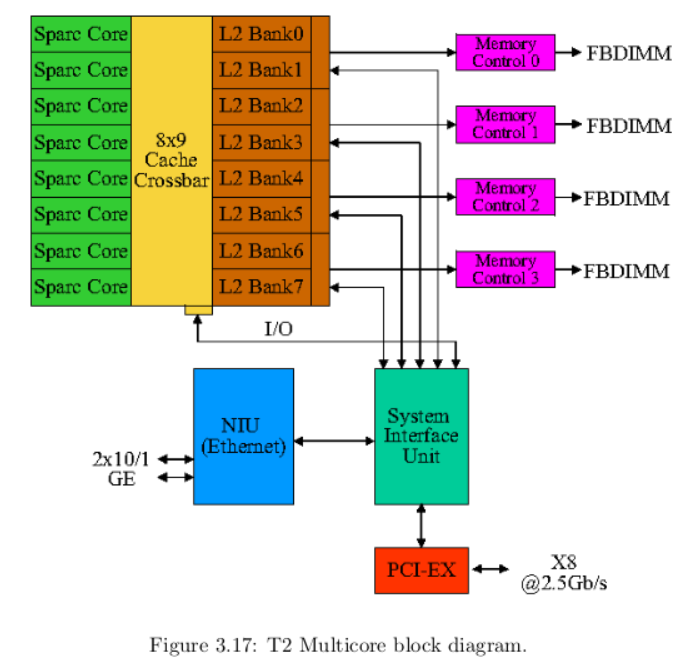 Sparc Core
Sparc Core
Sparc Core
Sparc Core
Sparc Core
Sparc Core
Sparc Core
Sparc Core
8x9
Cache
Crossbar
L2 Bank0
L2 Bank1
L2 Bank2
L2 Bank3
L2 Bank4
L2 Bank5
L2 Bank6
L2 Bank7
Memory
Control 0
FBDIMM
Memory
Control 1
FBDIMM
Memory
Control 2
FBDIMM
Memory
Control 3
FBDIMM
I/O
NIU
(Ethernet)
System
Interface
Unit
2x10/1
GE
PCI-EX
X8
@2.5Gb/s
Figure 3.17: T2 Multicore block diagram.